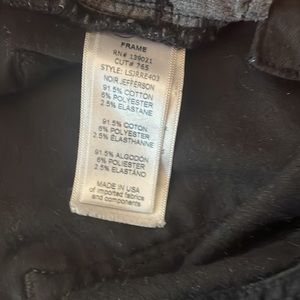 FRAME
RN# 139021
CUT# 765
STYLE: LSJRRE403
NOIR JEFFERSON
91.5% COTTON
6% POLYESTER
2.5% ELASTANE
91.5% COTON
6% POLYESTER
2.5% ELASTHANNE
91.5% ALGODÓN
6% POLIESTER
2.5% ELASTANO
MADE IN USA
of imported fabrics
and components